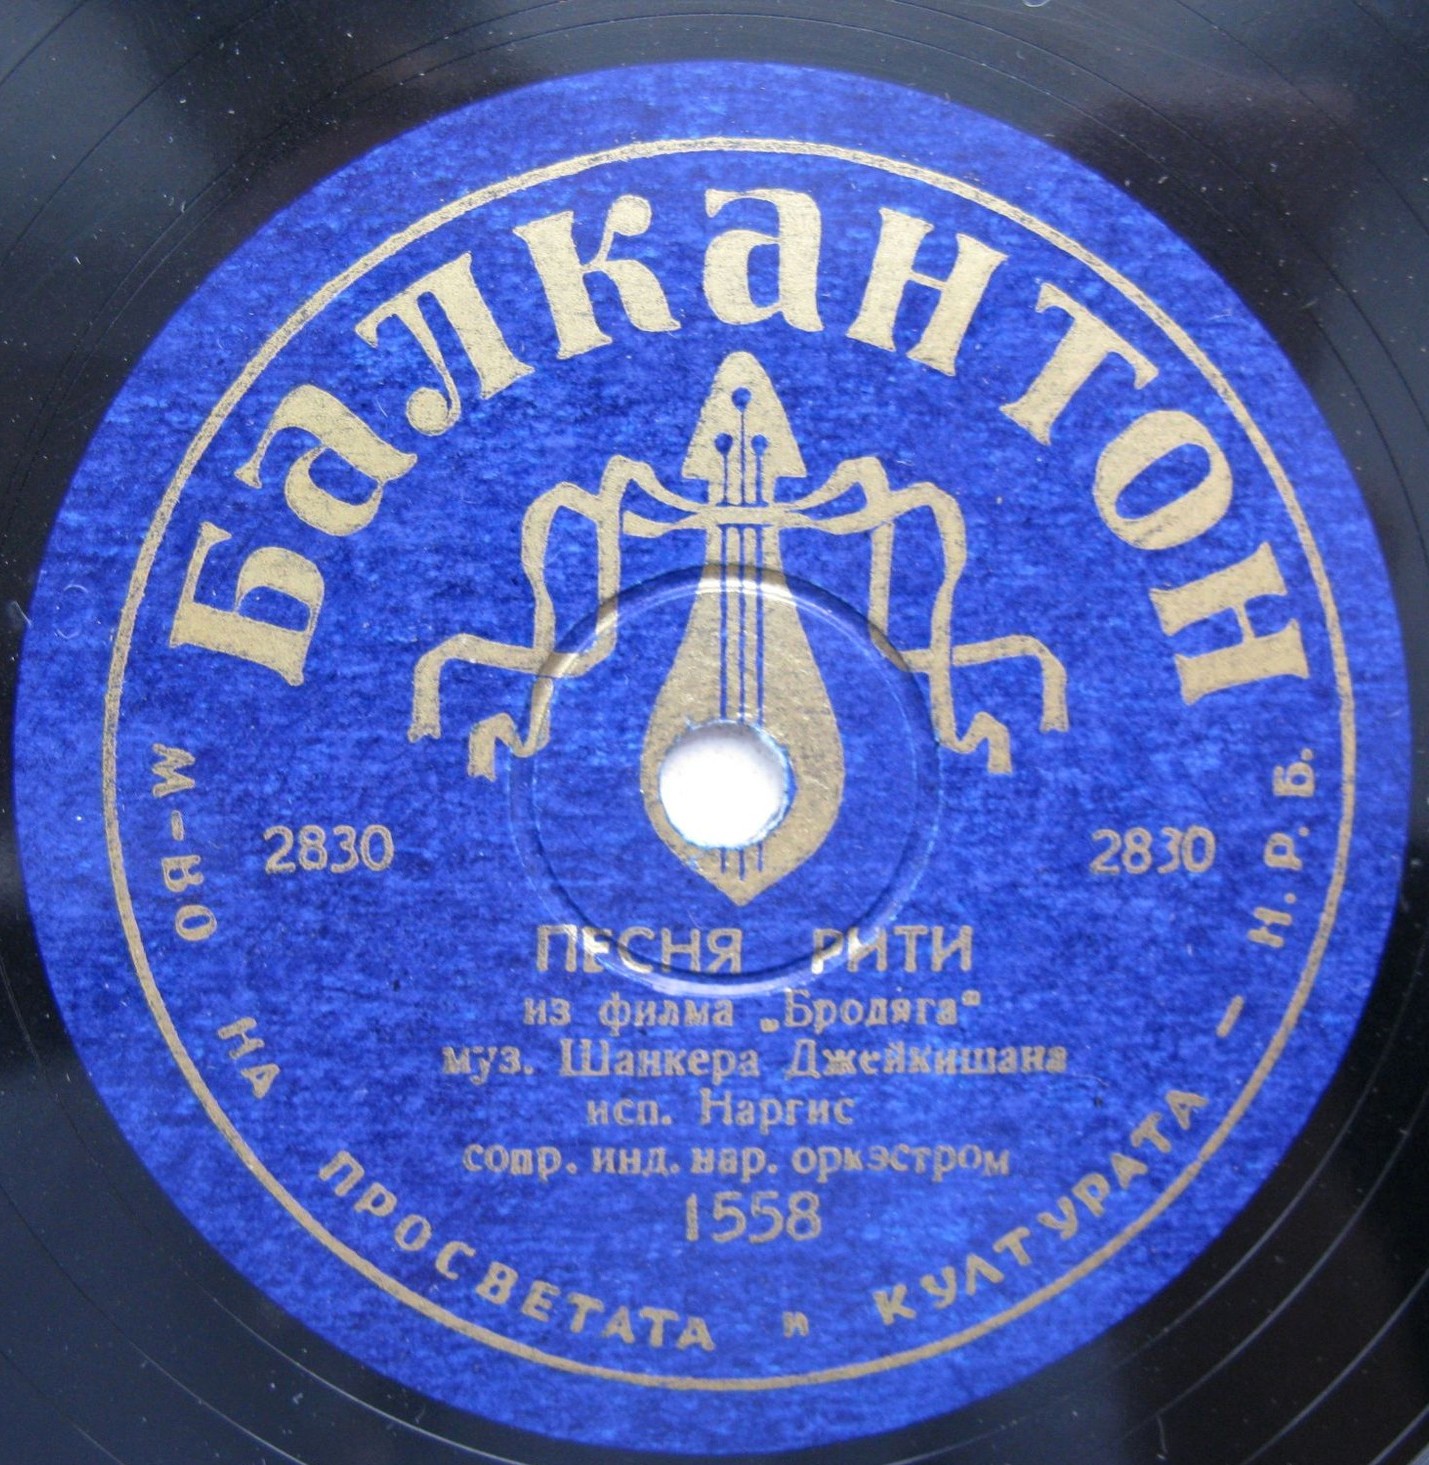 Балкантон
2830 2830
ПЕСНЯ РИТИ
из филма „Бродяга“
муз. Шанкера Джейкишана
исп. Наргис
сопр. инд. нар. оркэстром
1558
М-ВО НА ПРОСВЕТАТА и КУЛТУРАТА — Н.Р.Б.